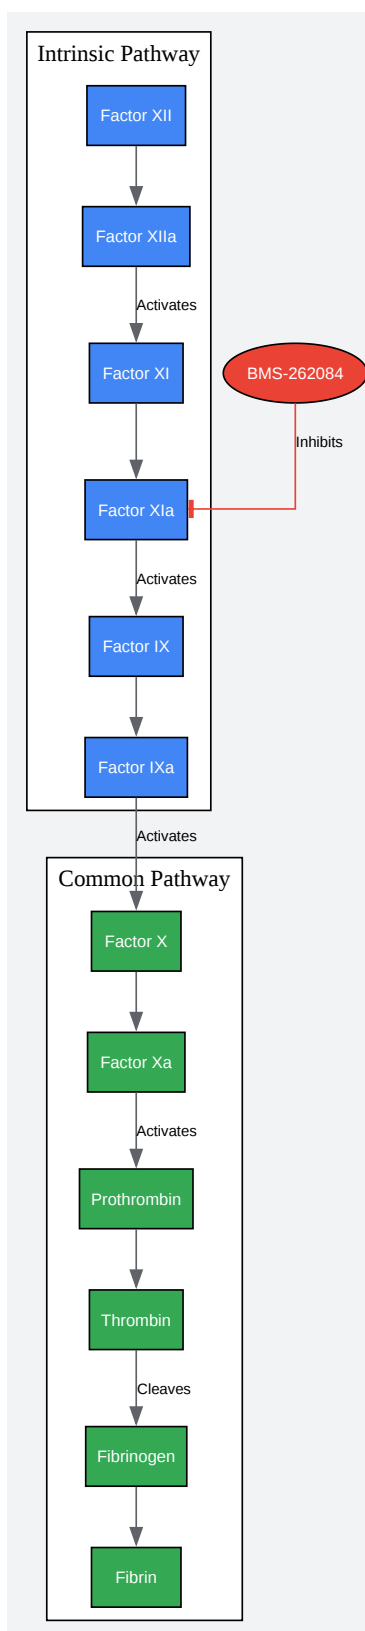 Intrinsic Pathway
Factor XII
Factor XIIa
Activates
Factor XI
BMS-262084
Inhibits
Factor XIa
Activates
Factor IX
Factor IXa
Activates
Common Pathway
Factor X
Factor Xa
Activates
Prothrombin
Thrombin
Cleaves
Fibrinogen
Fibrin